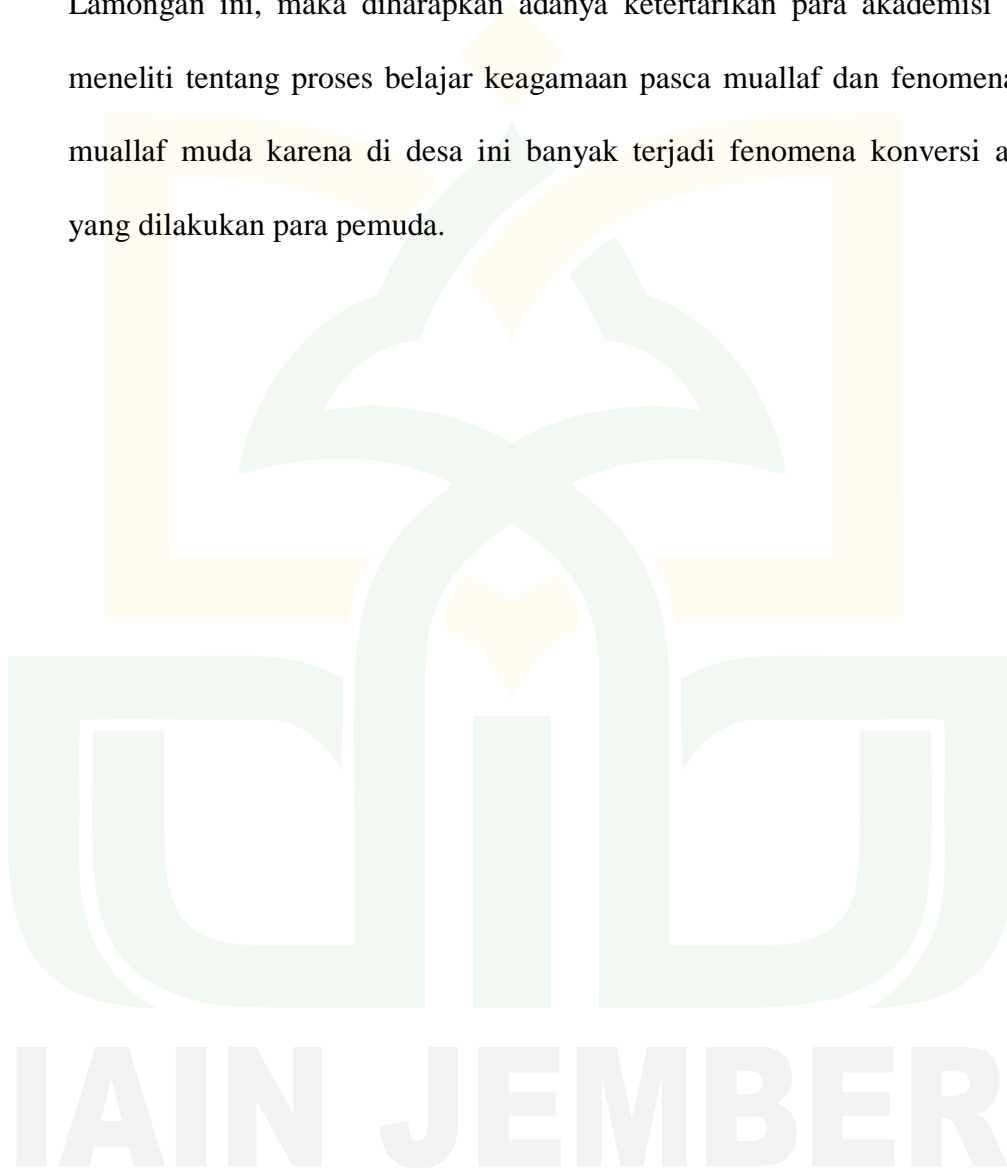 Lamongan ini, maka diharapkan adanya ketertarikan para akademisi
meneliti tentang proses belajar keagamaan pasca muallaf dan fenomena
muallaf muda karena di desa ini banyak terjadi fenomena konversi
yang dilakukan para pemuda.
IAIN JEMBER